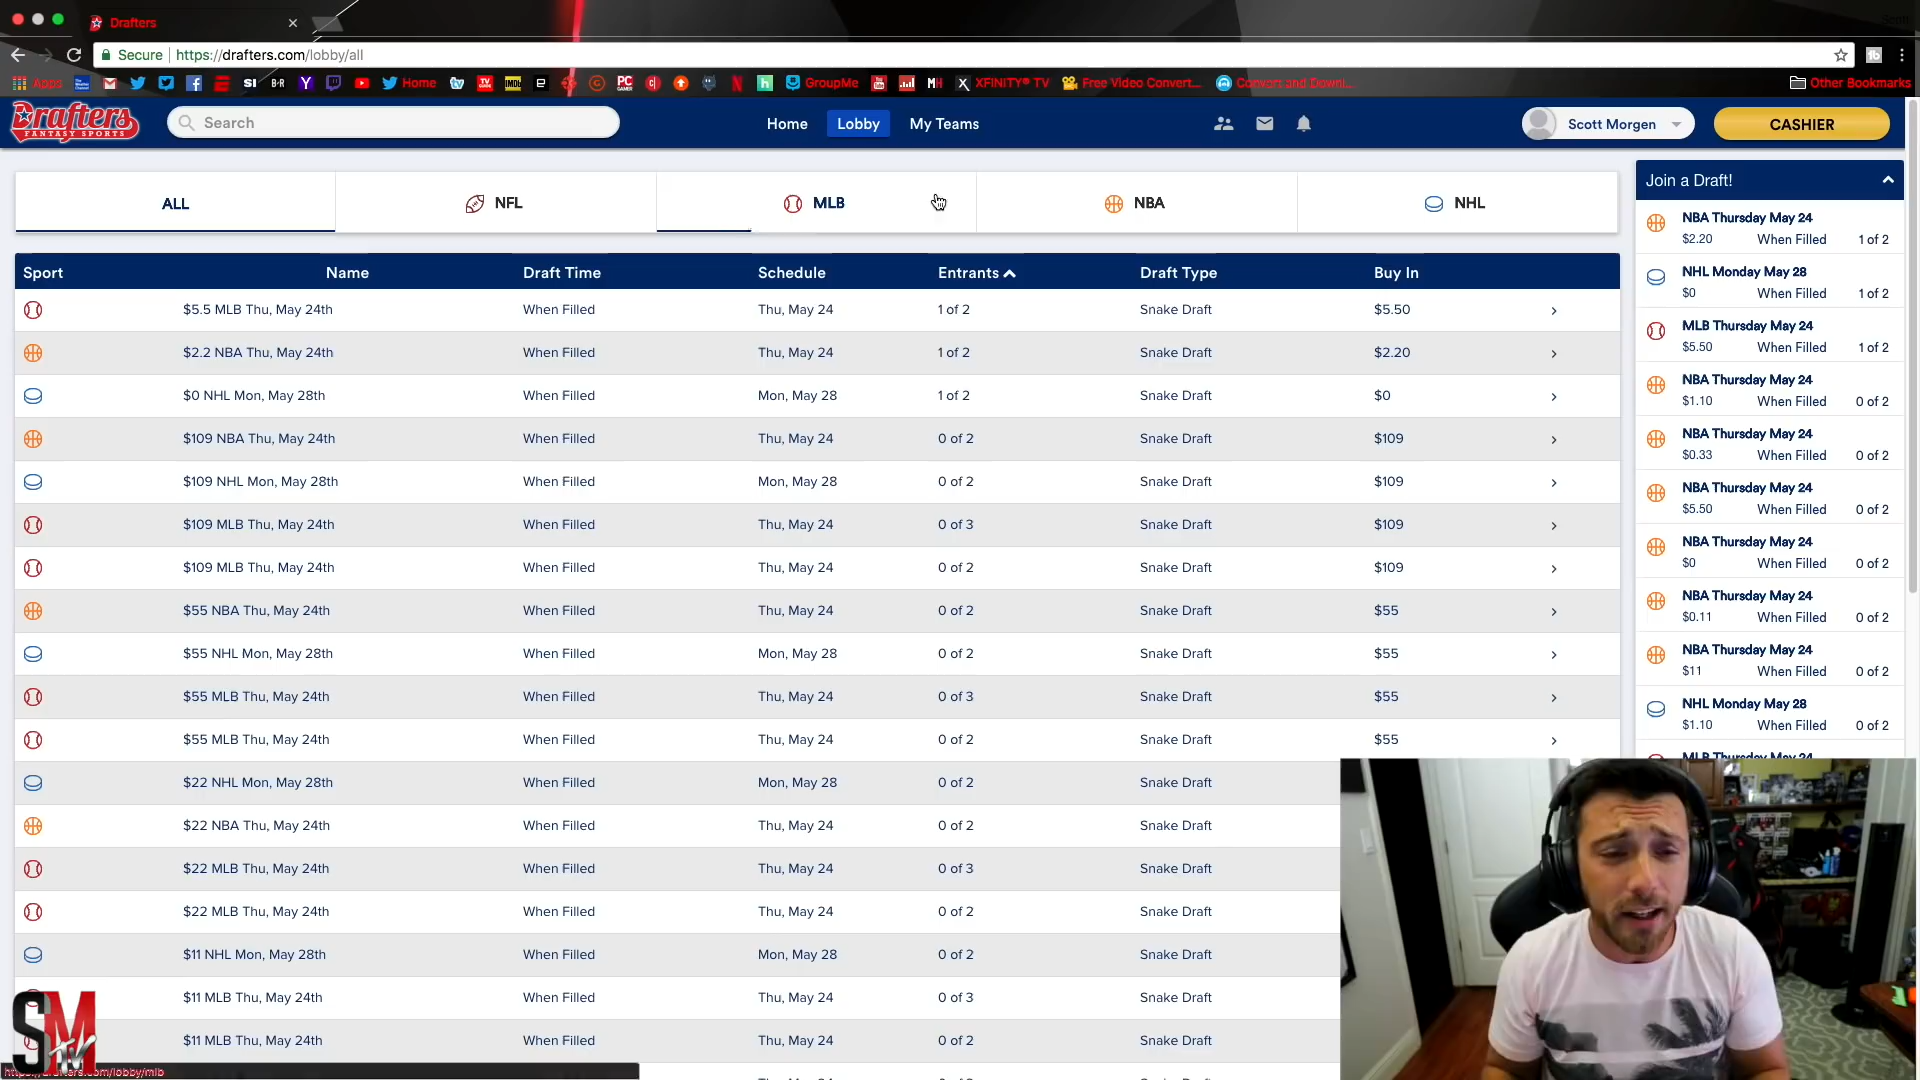 Drafters
Secure https://drafters.com/lobby/all
Apps SI B·R Home GroupMe MH XFINITY® TV Free Video Convert... Convert and Downl... Other Bookmarks
Drafters FANTASY SPORTS Search Home Lobby My Teams Scott Morgen CASHIER
ALL NFL MLB NBA NHL
Sport Name Draft Time Schedule Entrants Draft Type Buy In
$5.5 MLB Thu, May 24th When Filled Thu, May 24 1 of 2 Snake Draft $5.50
$2.2 NBA Thu, May 24th When Filled Thu, May 24 1 of 2 Snake Draft $2.20
$0 NHL Mon, May 28th When Filled Mon, May 28 1 of 2 Snake Draft $0
$109 NBA Thu, May 24th When Filled Thu, May 24 0 of 2 Snake Draft $109
$109 NHL Mon, May 28th When Filled Mon, May 28 0 of 2 Snake Draft $109
$109 MLB Thu, May 24th When Filled Thu, May 24 0 of 3 Snake Draft $109
$109 MLB Thu, May 24th When Filled Thu, May 24 0 of 2 Snake Draft $109
$55 NBA Thu, May 24th When Filled Thu, May 24 0 of 2 Snake Draft $55
$55 NHL Mon, May 28th When Filled Mon, May 28 0 of 2 Snake Draft $55
$55 MLB Thu, May 24th When Filled Thu, May 24 0 of 3 Snake Draft $55
$55 MLB Thu, May 24th When Filled Thu, May 24 0 of 2 Snake Draft $55
$22 NHL Mon, May 28th When Filled Mon, May 28 0 of 2 Snake Draft
$22 NBA Thu, May 24th When Filled Thu, May 24 0 of 2 Snake Draft
$22 MLB Thu, May 24th When Filled Thu, May 24 0 of 3 Snake Draft
$22 MLB Thu, May 24th When Filled Thu, May 24 0 of 2 Snake Draft
$11 NHL Mon, May 28th When Filled Mon, May 28 0 of 2 Snake Draft
$11 MLB Thu, May 24th When Filled Thu, May 24 0 of 3 Snake Draft
$11 MLB Thu, May 24th When Filled Thu, May 24 0 of 2 Snake Draft
Join a Draft!
NBA Thursday May 24
$2.20 When Filled 1 of 2
NHL Monday May 28
$0 When Filled 1 of 2
MLB Thursday May 24
$5.50 When Filled 1 of 2
NBA Thursday May 24
$1.10 When Filled 0 of 2
NBA Thursday May 24
$0.33 When Filled 0 of 2
NBA Thursday May 24
$5.50 When Filled 0 of 2
NBA Thursday May 24
$0 When Filled 0 of 2
NBA Thursday May 24
$0.11 When Filled 0 of 2
NBA Thursday May 24
$11 When Filled 0 of 2
NHL Monday May 28
$1.10 When Filled 0 of 2
MLB Thursday May 24
SM TV
https://drafters.com/lobby/mlb